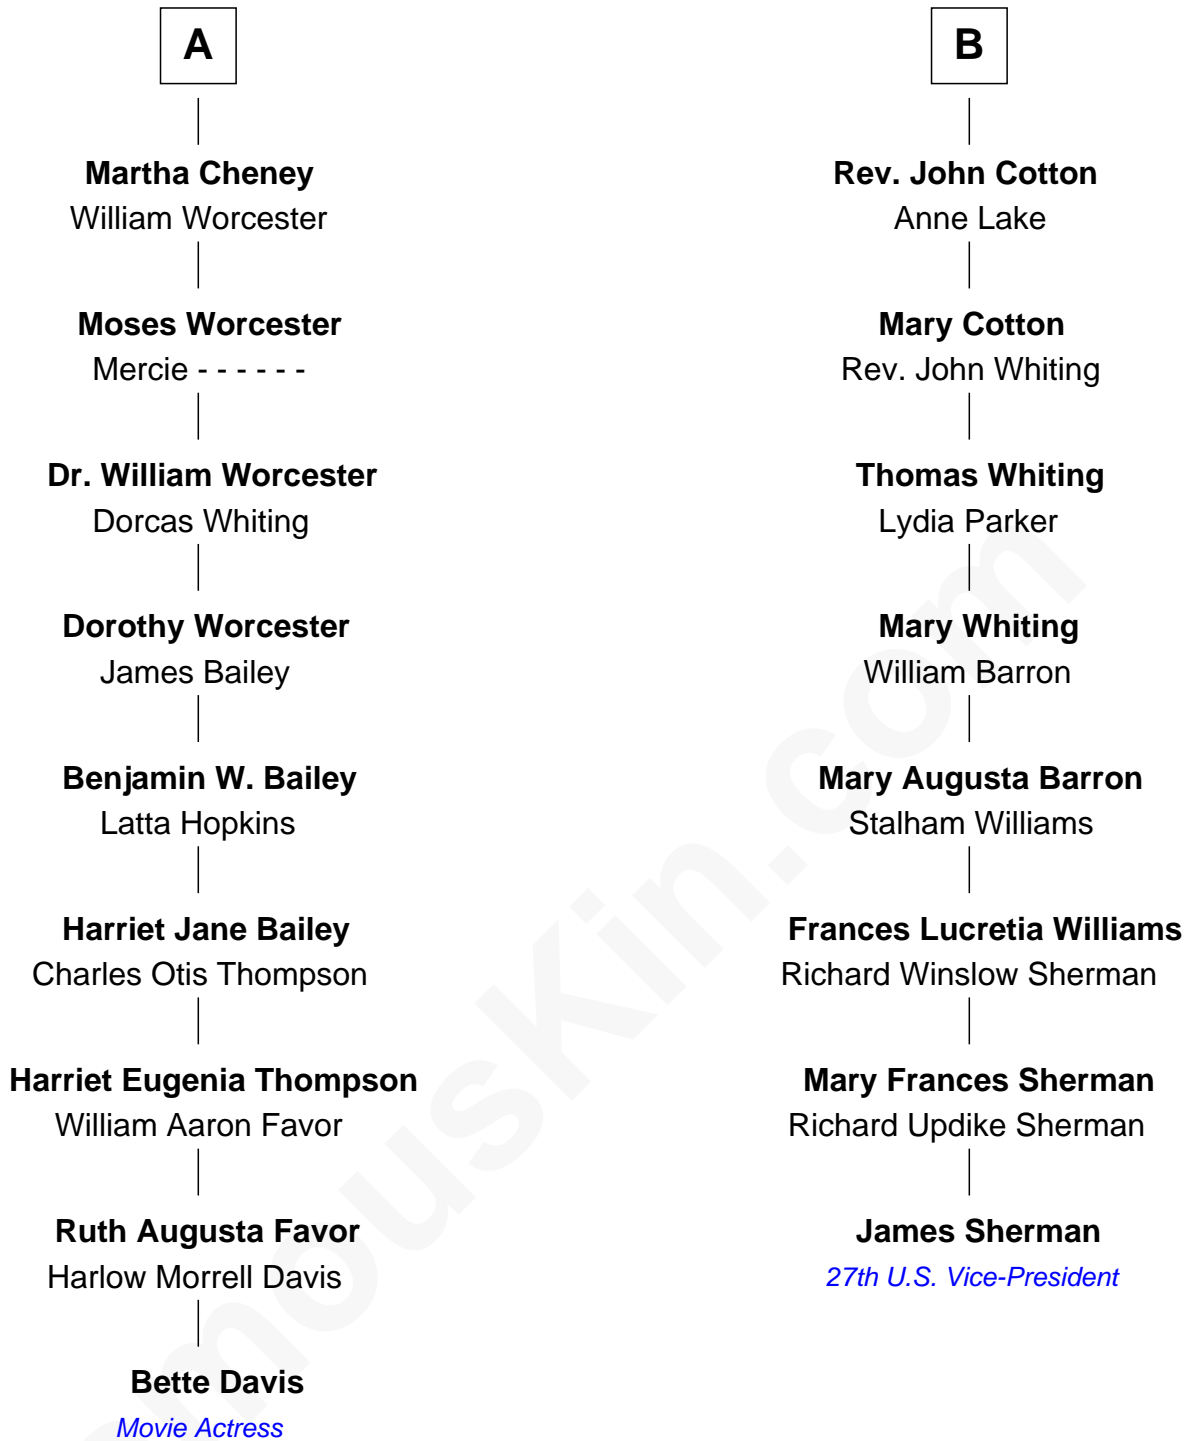 A
Martha Cheney
William Worcester
Moses Worcester
Mercie - - - - - -
Dr. William Worcester
Dorcas Whiting
Dorothy Worcester
James Bailey
Benjamin W. Bailey
Latta Hopkins
Harriet Jane Bailey
Charles Otis Thompson
Harriet Eugenia Thompson
William Aaron Favor
Ruth Augusta Favor
Harlow Morrell Davis
Bette Davis
Movie Actress
B
Rev. John Cotton
Anne Lake
Mary Cotton
Rev. John Whiting
Thomas Whiting
Lydia Parker
Mary Whiting
William Barron
Mary Augusta Barron
Stalham Williams
Frances Lucretia Williams
Richard Winslow Sherman
Mary Frances Sherman
Richard Updike Sherman
James Sherman
27th U.S. Vice-President
mousKin.com